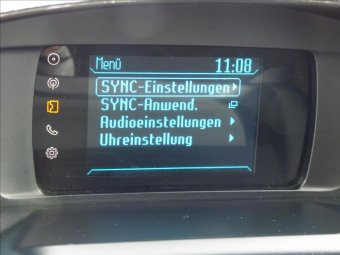 Menü 11:08
SYNC-Einstellungen
SYNC-Anwend.
Audioeinstellungen
Uhreinstellung